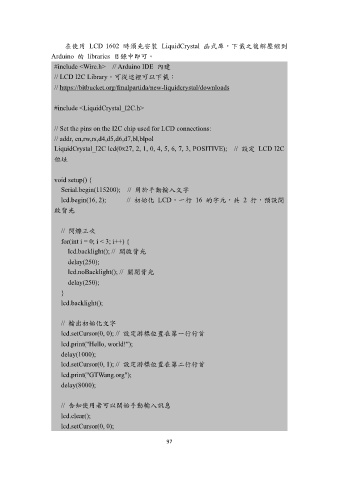 在使用 LCD 1602 時須先安裝 LiquidCrystal 函式庫，下載之後解壓縮到
Arduino 的 libraries 目錄中即可。
#include <Wire.h> // Arduino IDE 內建
// LCD I2C Library，可從這裡可以下載：
// https://bitbucket.org/fmalpartida/new-liquidcrystal/downloads
#include <LiquidCrystal_I2C.h>
// Set the pins on the I2C chip used for LCD connections:
// addr, en,rw,rs,d4,d5,d6,d7,bl,blpol
LiquidCrystal_I2C lcd(0x27, 2, 1, 0, 4, 5, 6, 7, 3, POSITIVE); // 設定 LCD I2C
位址
void setup() {
Serial.begin(115200); // 用於手動輸入文字
lcd.begin(16, 2); // 初始化 LCD，一行 16 的字元，共 2 行，預設開
啟背光
// 閃爍三次
for(int i = 0; i < 3; i++) {
lcd.backlight(); // 開啟背光
delay(250);
lcd.noBacklight(); // 關閉背光
delay(250);
}
lcd.backlight();
// 輸出初始化文字
lcd.setCursor(0, 0); // 設定游標位置在第一行行首
lcd.print("Hello, world!");
delay(1000);
lcd.setCursor(0, 1); // 設定游標位置在第二行行首
lcd.print("GTWang.org");
delay(8000);
// 告知使用者可以開始手動輸入訊息
lcd.clear();
lcd.setCursor(0, 0);
97